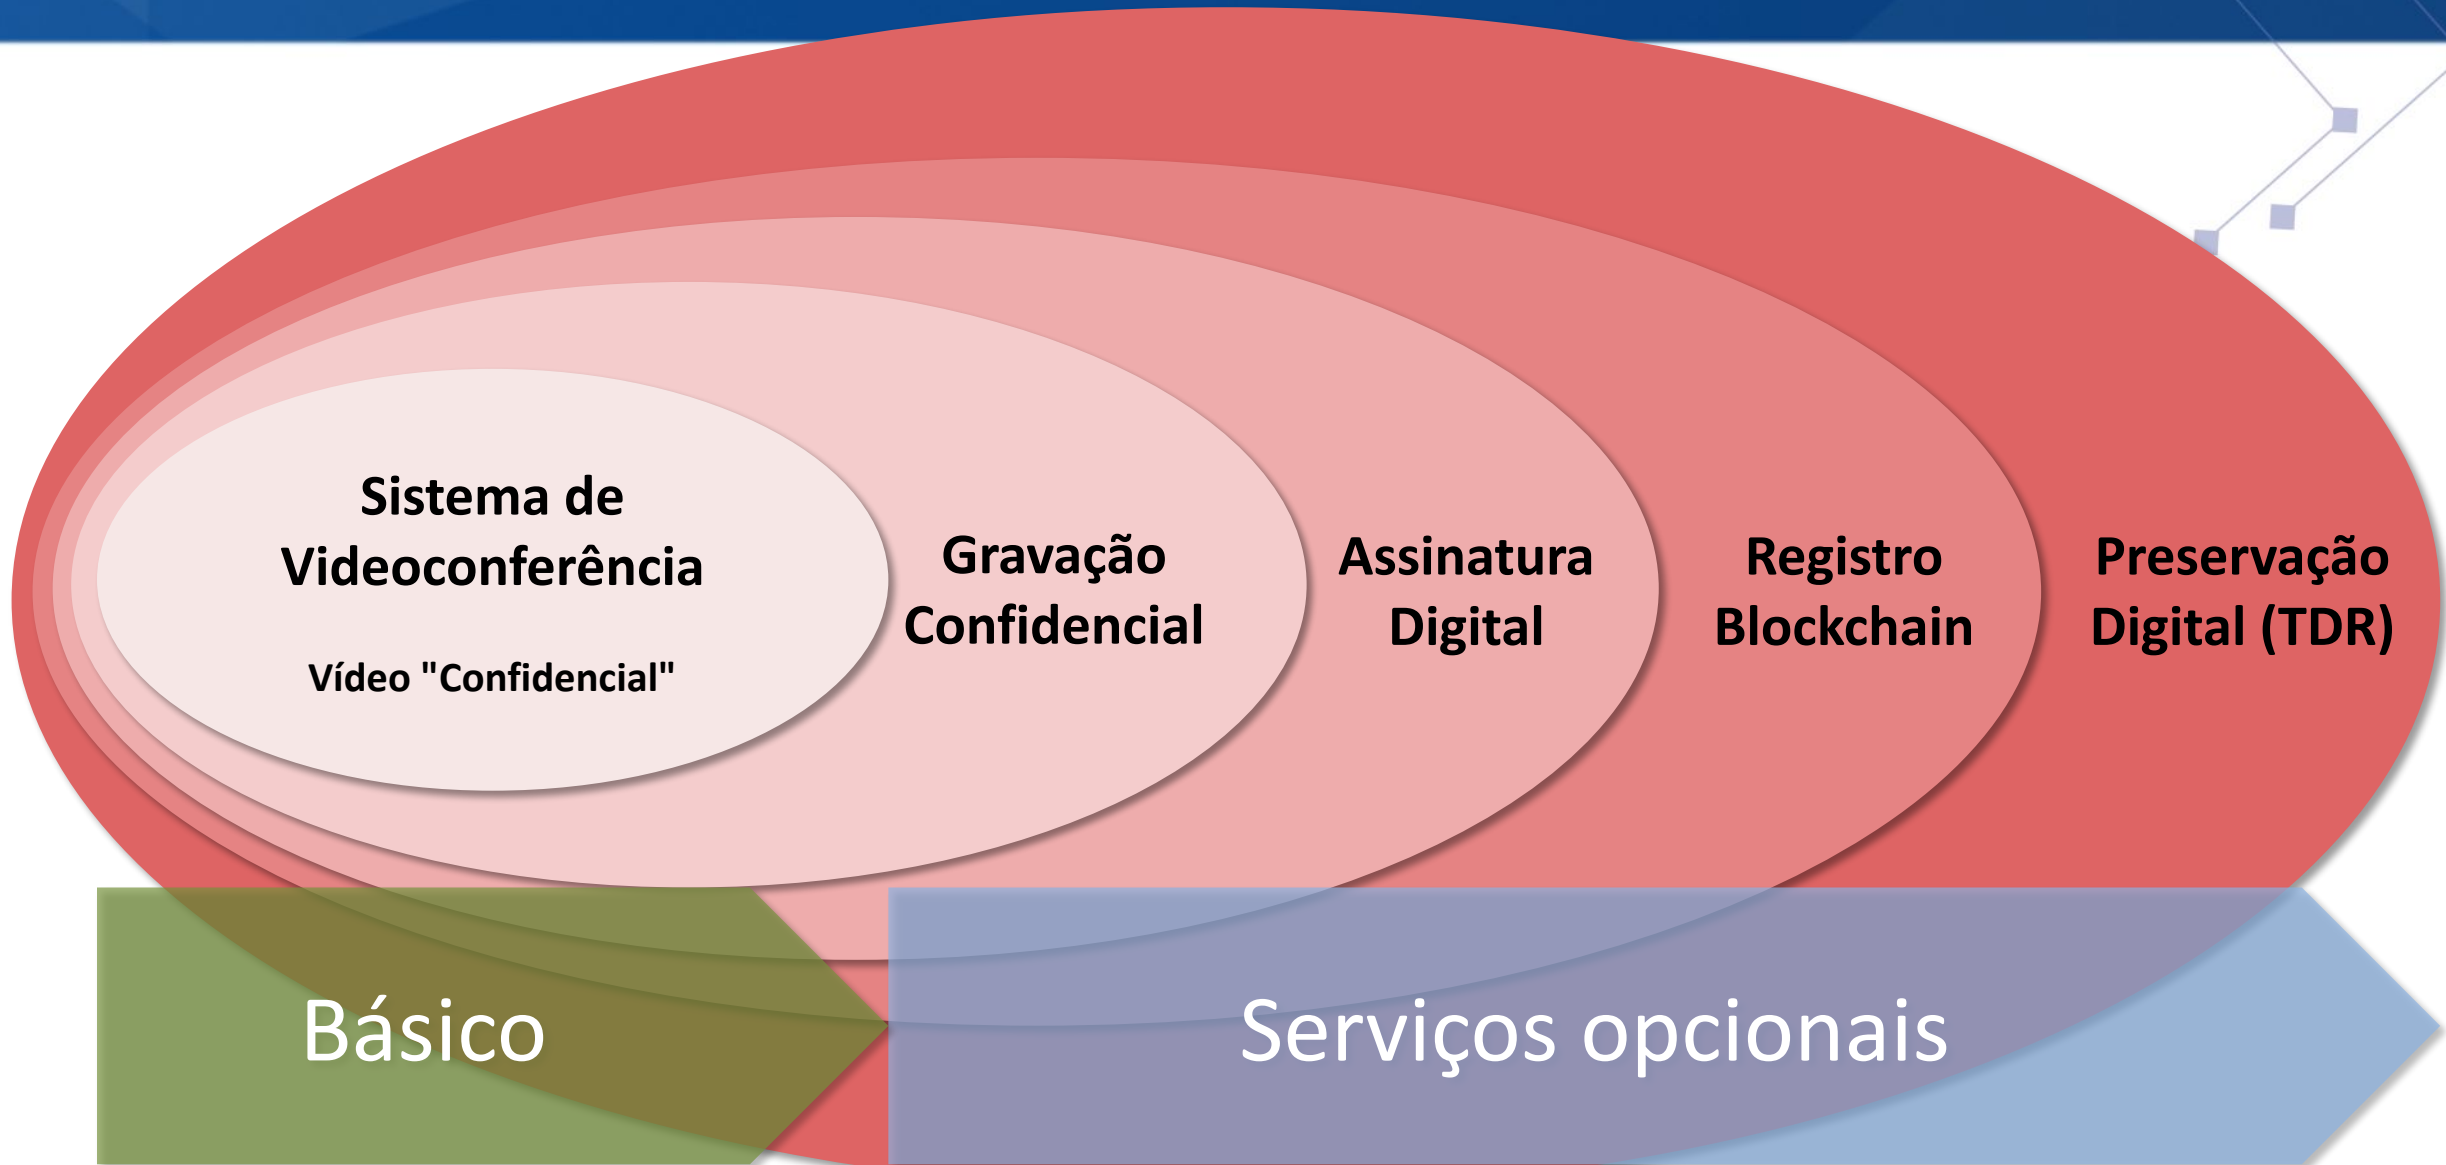 Sistema de
Videoconferência
Vídeo "Confidencial"
Gravação
Confidencial
Assinatura
Digital
Registro
Blockchain
Preservação
Digital (TDR)
Básico
Serviços opcionais